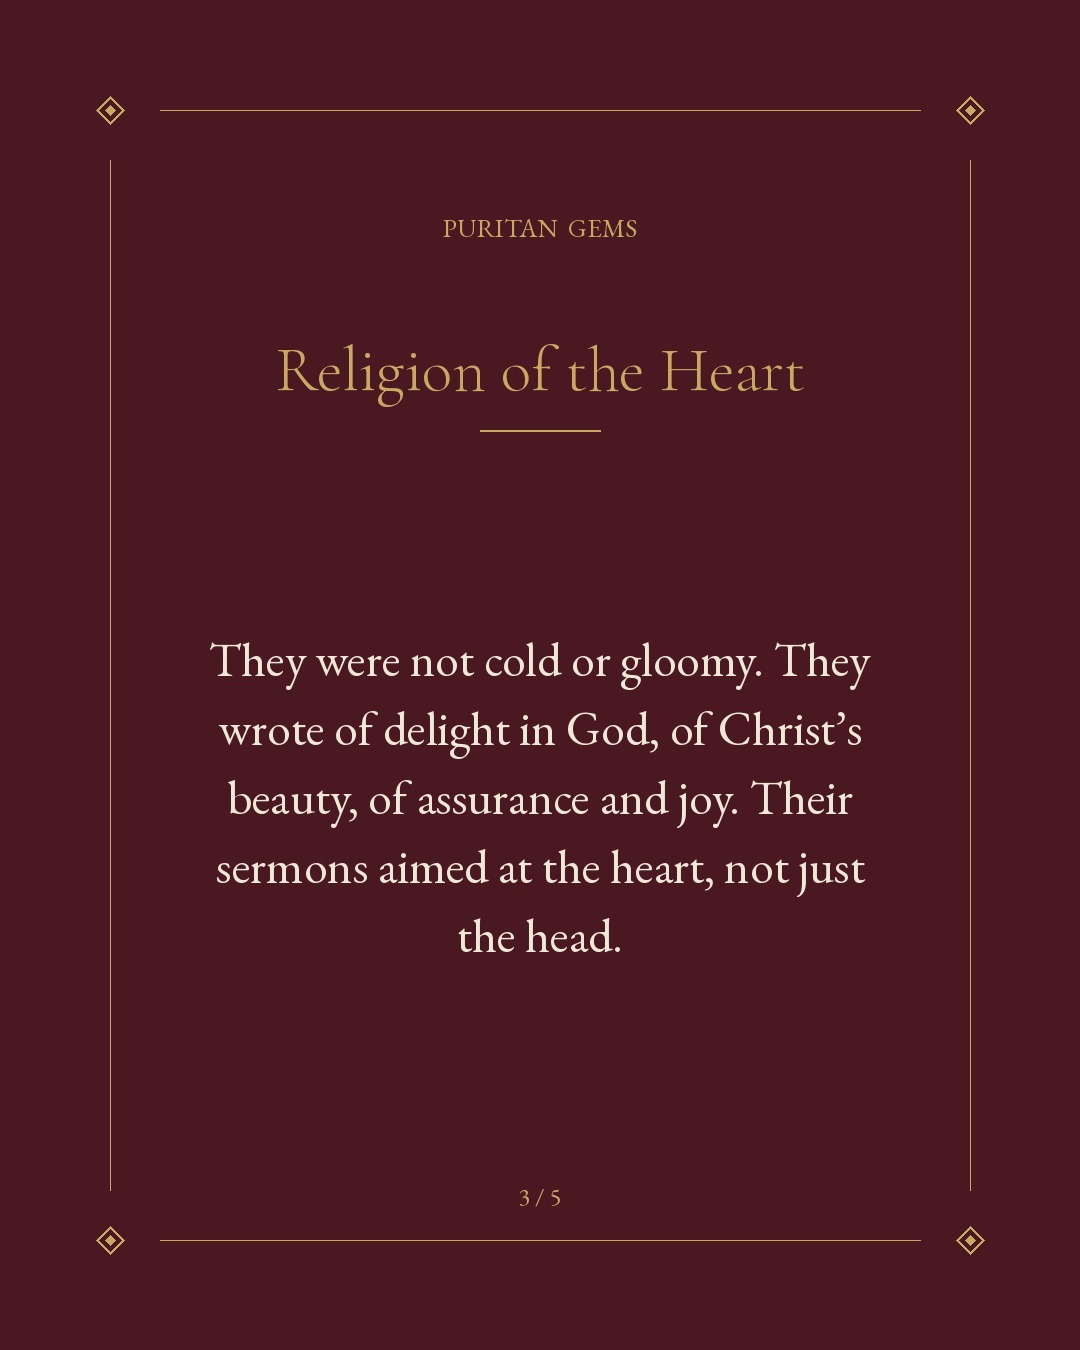 PURITAN GEMS
Religion of the Heart
They were not cold or gloomy. They
wrote of delight in God, of Christ’s
beauty, of assurance and joy. Their
sermons aimed at the heart, not just
the head.
3 / 5